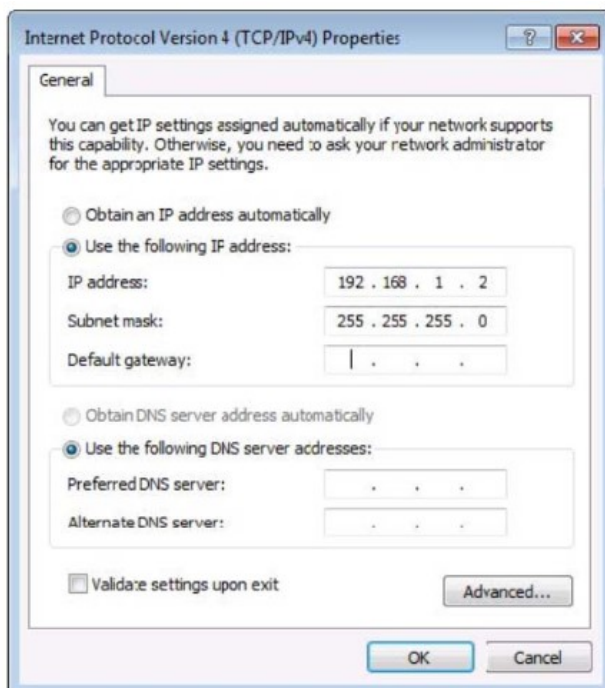 Internet Protocol Version 4 (TCP/IPv4) Properties
General
You can get IP settings assigned automatically if your network supports
this capability. Otherwise, you need to ask your network administrator
for the appropriate IP settings.
Obtain an IP address automatically
Use the following IP address:
IP address: 192 . 168 . 1 . 2
Subnet mask: 255 . 255 . 255 . 0
Default gateway: . . .
Obtain DNS server address automatically
Use the following DNS server addresses:
Preferred DNS server: . . .
Alternate DNS server: . . .
Validate settings upon exit
Advanced...
OK Cancel